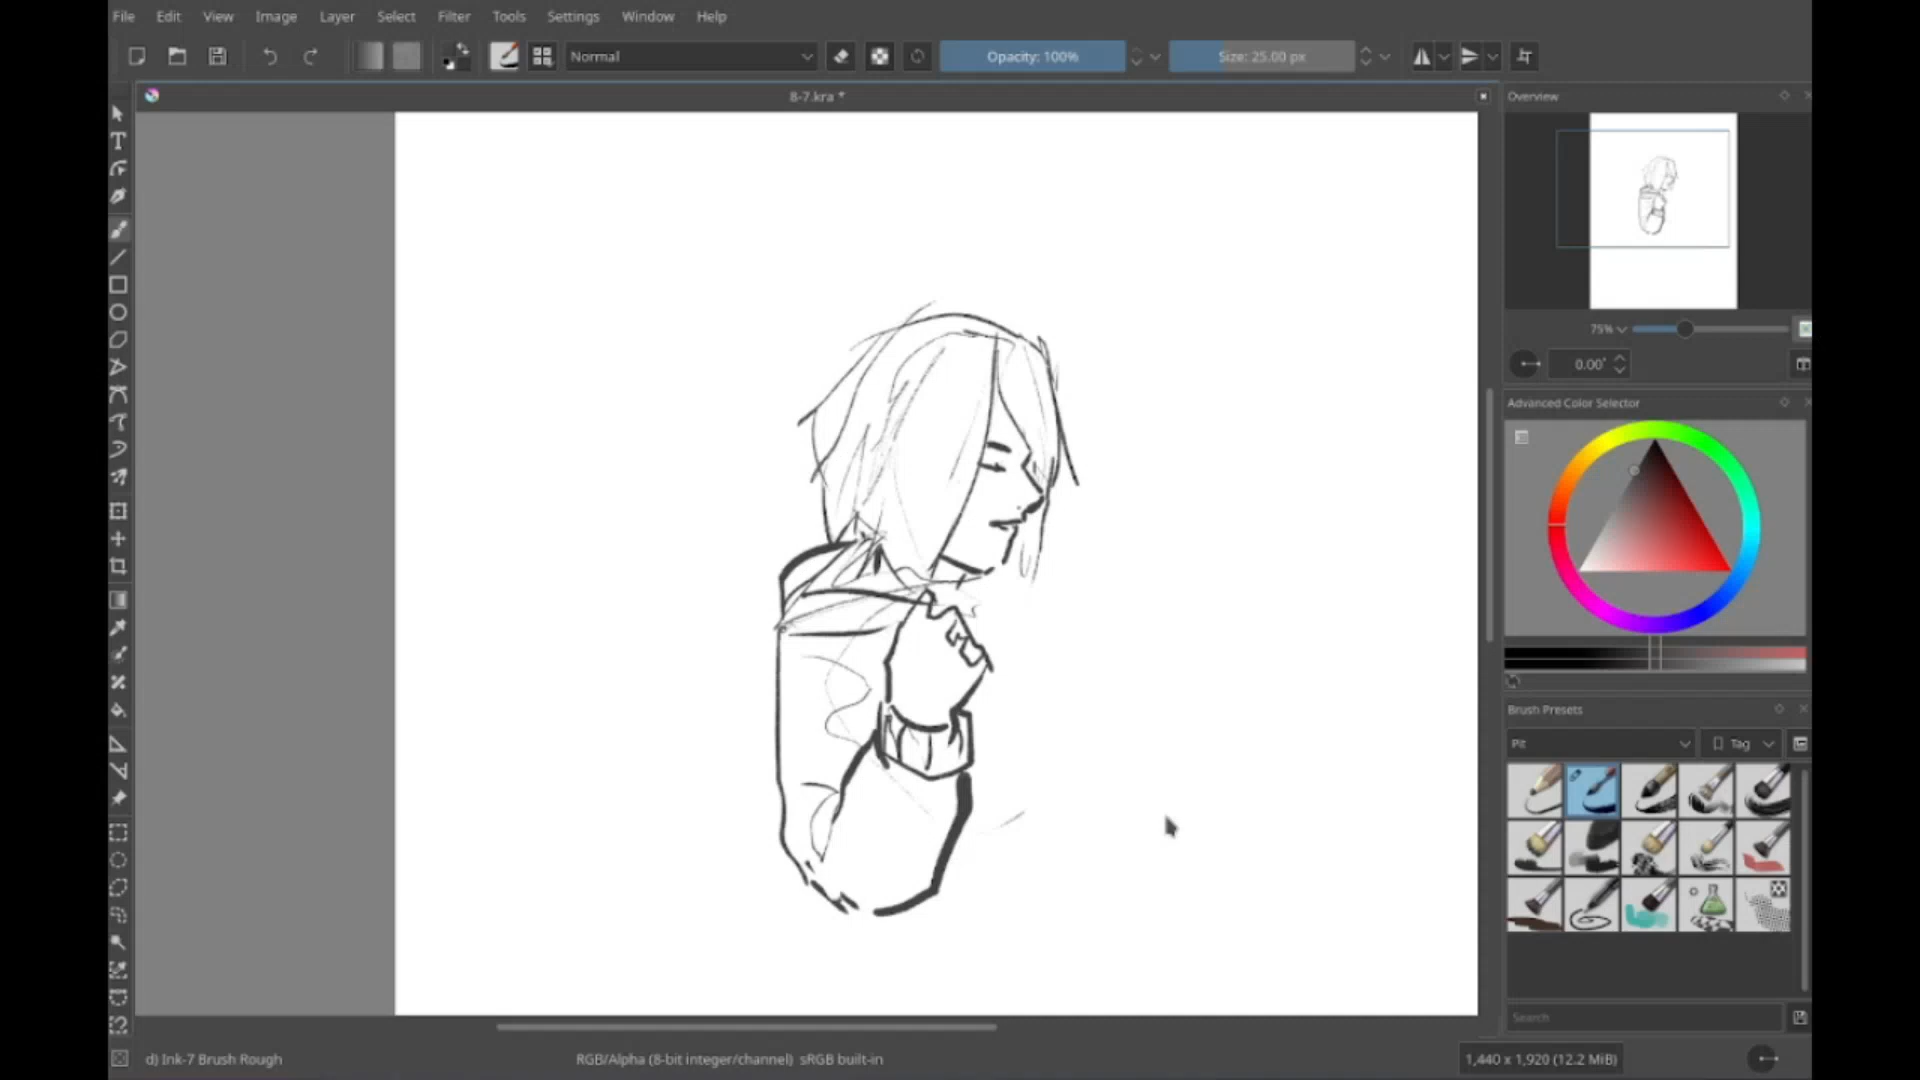 File Edit View Image Layer Select Filter Tools Settings Window Help
Normal Opacity: 100% Size: 25.00 px
8-7.kra *
Overview
75%
0.00°
Advanced Color Selector
Brush Presets
Pit Tag
Search
d) Ink-7 Brush Rough RGB/Alpha (8-bit integer/channel) sRGB built-in 1,440 x 1,920 (12.2 MiB)